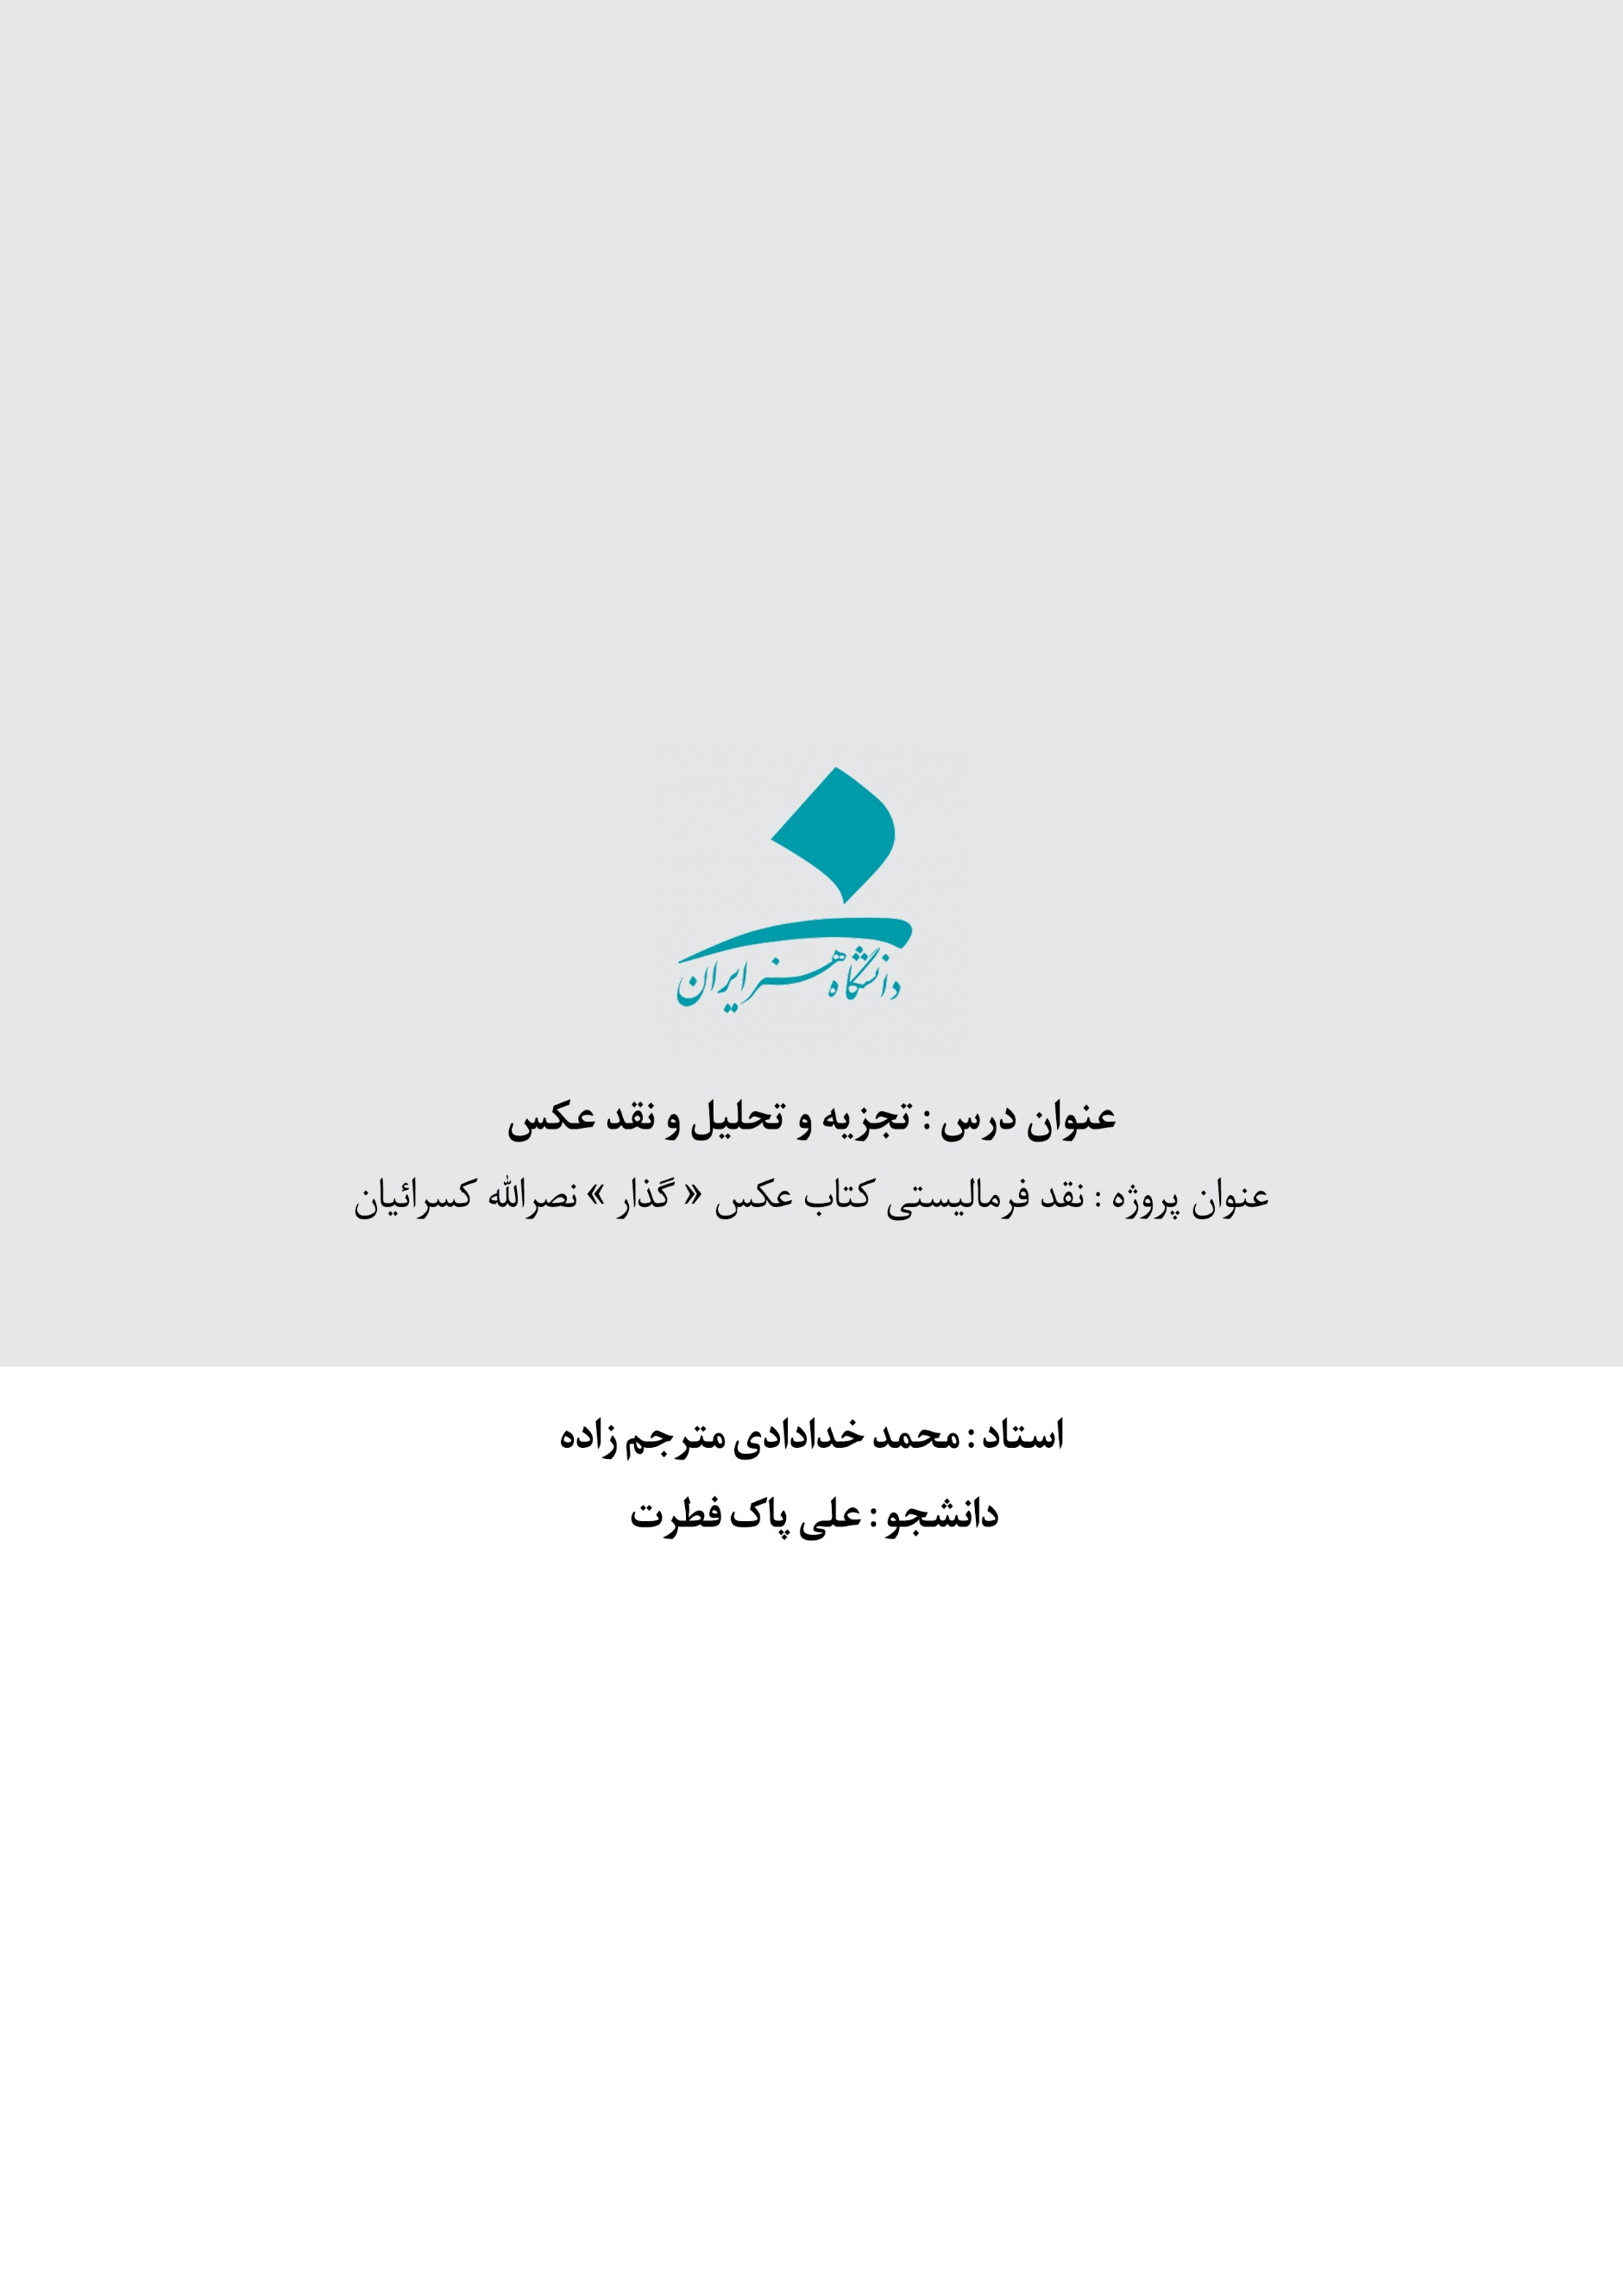 دانشگاه هنر ایران
عنوان درس : تجزیه و تحلیل و نقد عکس
عنوان پروژه : نقد فرمالیستی کتاب عکس « گذار » نصرالله کسرائیان
استاد : محمد خدادادی مترجم زاده
دانشجو : علی پاک فطرت